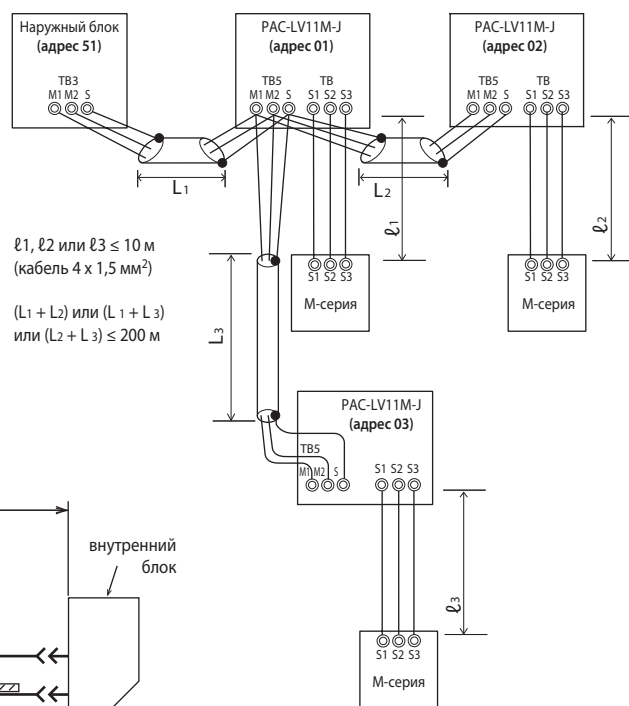 Наружный блок
(адрес 51)
TB3
M1 M2 S
PAC-LV11M-J
(адрес 01)
TB5 TB
M1 M2 S S1 S2 S3
PAC-LV11M-J
(адрес 02)
TB5 TB
M1 M2 S S1 S2 S3
L1
L2
ℓ1
ℓ2
ℓ1, ℓ2 или ℓ3 ≤ 10 м
(кабель 4 x 1,5 мм²)
(L1 + L2) или (L 1 + L 3)
или (L2 + L 3) ≤ 200 м
S1 S2 S3
М-серия
S1 S2 S3
М-серия
L3
PAC-LV11M-J
(адрес 03)
TB5
M1 M2 S S1 S2 S3
внутренний
блок
ℓ3
S1 S2 S3
М-серия